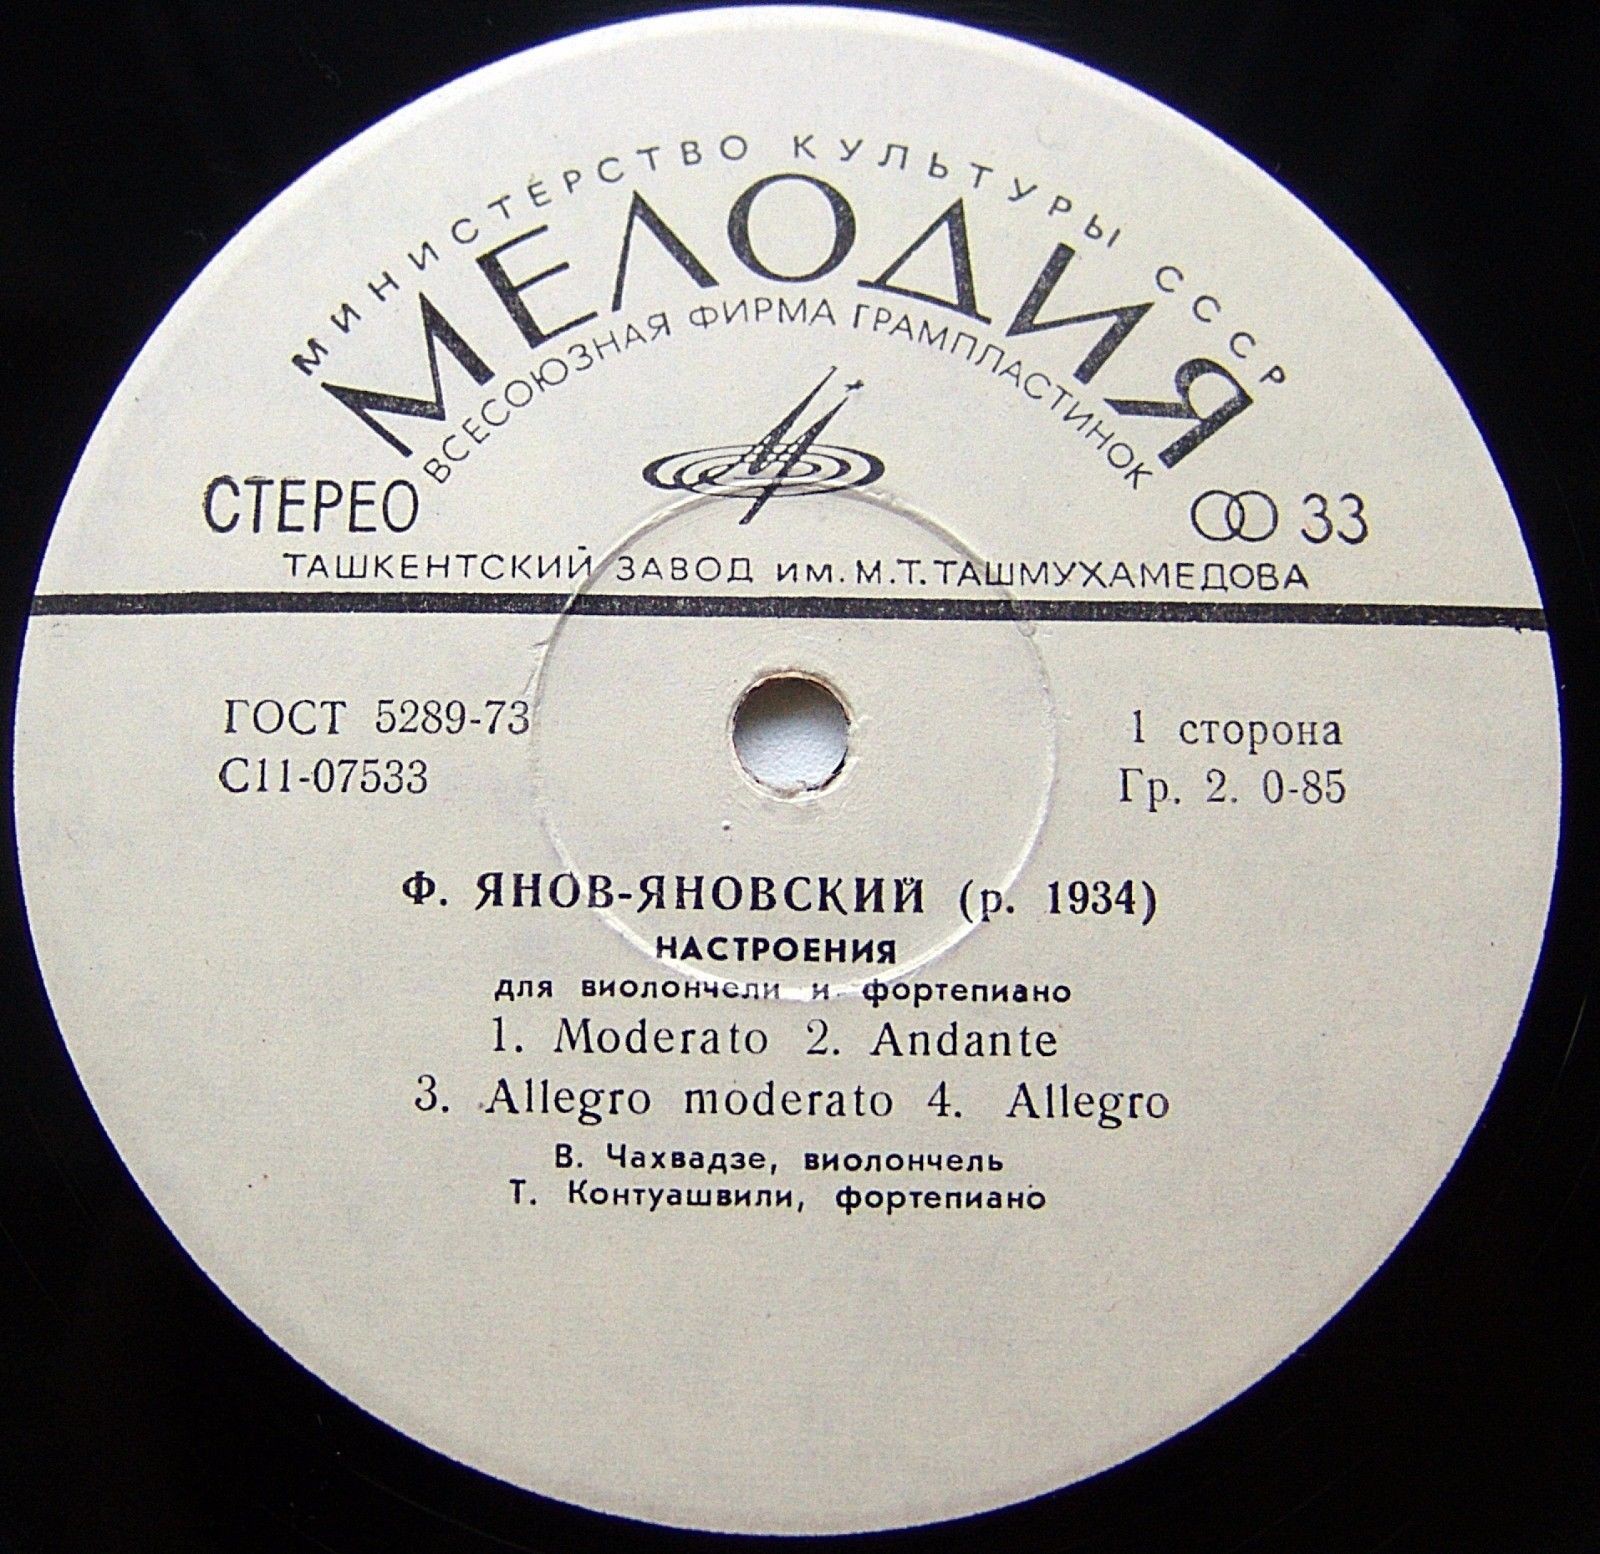 МИНИСТЕРСТВО КУЛЬТУРЫ СССР
МЕЛОДИЯ
ВСЕСОЮЗНАЯ ФИРМА ГРАМПЛАСТИНОК
СТЕРЕО
33
ТАШКЕНТСКИЙ ЗАВОД ИМ. М.Т. ТАШМУХАМЕДОВА
ГОСТ 5289-73
С11-07533
1 сторона
Гр. 2. 0-85
Ф. ЯНОВ-ЯНОВСКИЙ (р. 1934)
НАСТРОЕНИЯ
для виолончели и фортепиано
1. Moderato 2. Andante
3. Allegro moderato 4. Allegro
В. Чахвадзе, виолончель
Т. Контуашвили, фортепиано